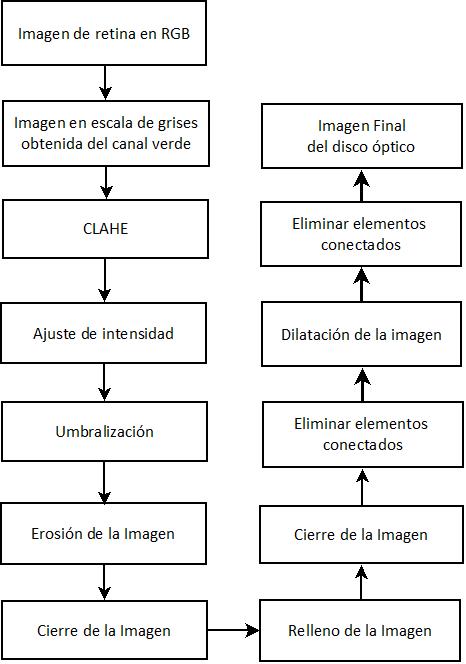 Imagen de retina en RGB
Imagen en escala de grises
obtenida del canal verde
CLAHE
Ajuste de intensidad
Umbralización
Erosión de la Imagen
Cierre de la Imagen
Relleno de la Imagen
Cierre de la Imagen
Eliminar elementos
conectados
Dilatación de la imagen
Eliminar elementos
conectados
Imagen Final
del disco óptico